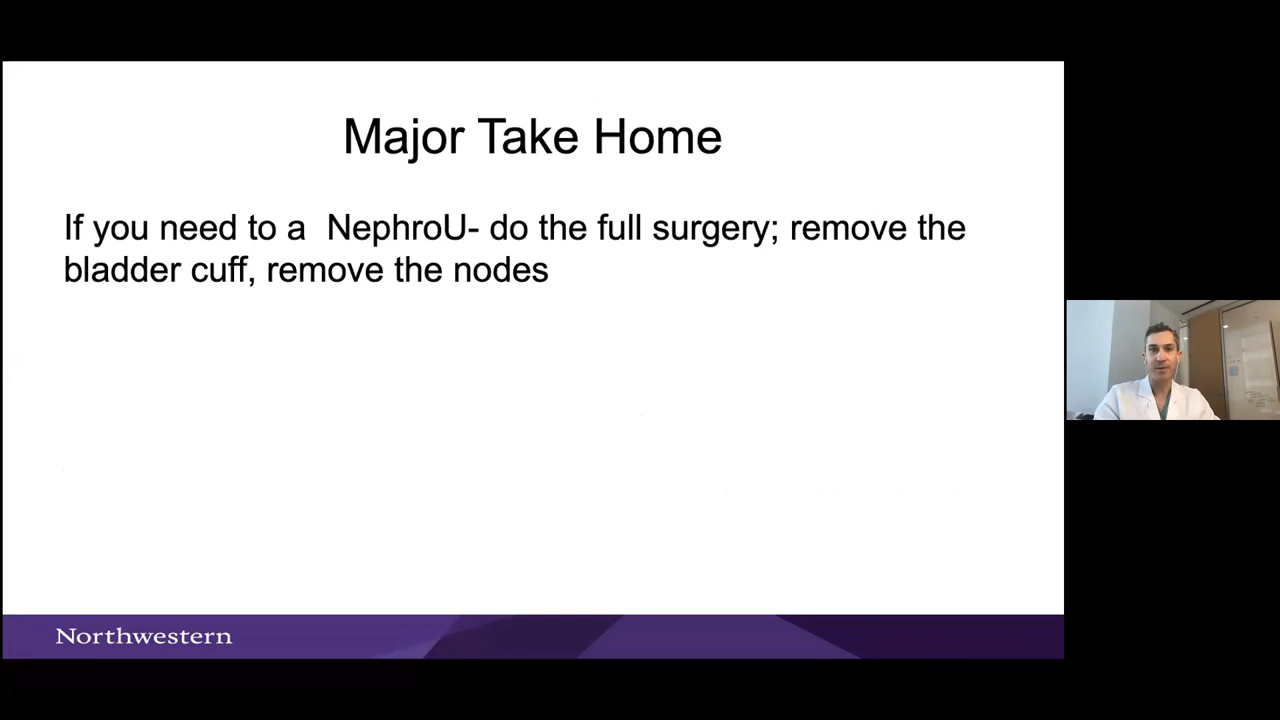 Major Take Home
If you need to a  NephroU- do the full surgery; remove the
bladder cuff, remove the nodes
Northwestern